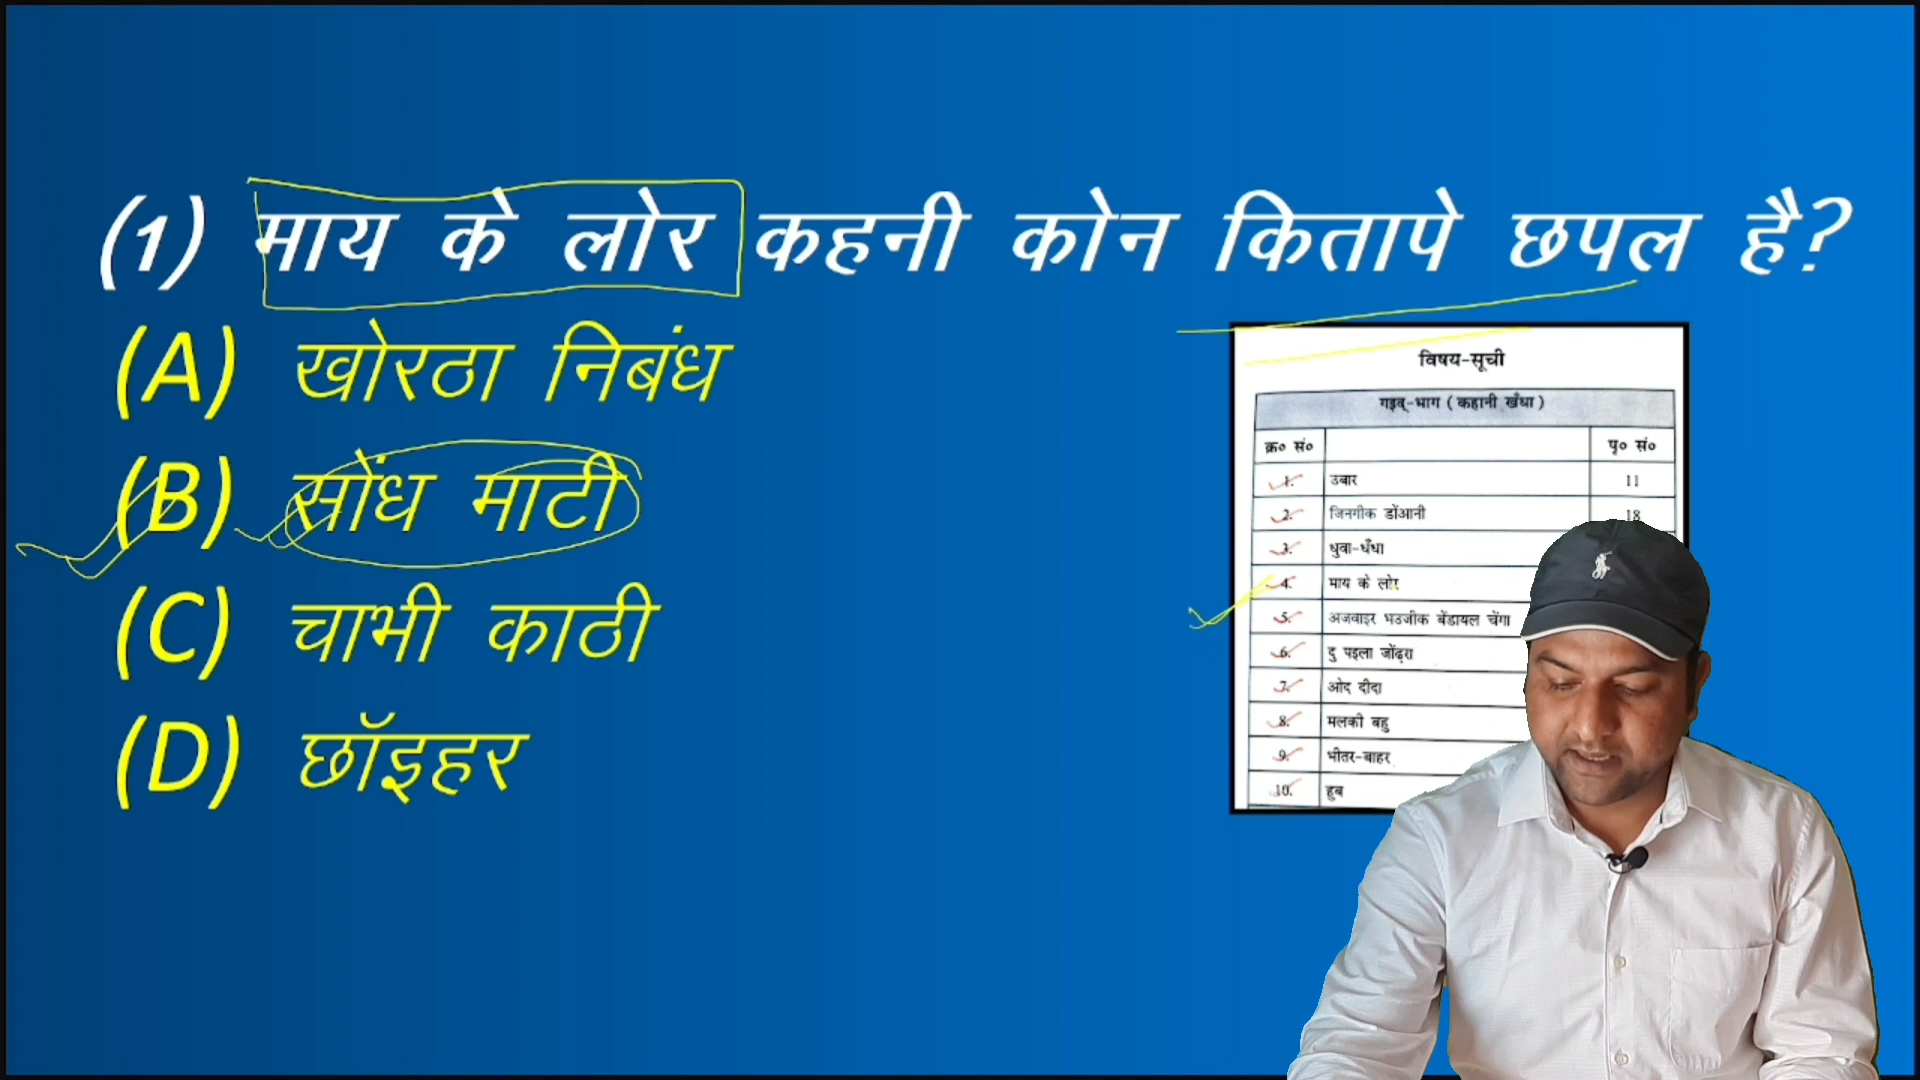 (1) माय के लोर कहनी कोन कितापे छपल है?
(A) खोरठा निबंध
(B) सोंध माटी
(C) चाभी काठी
(D) छॉइहर
विषय-सूची
गइद्-भाग ( कहानी खँधा )
क्र० सं० पृ० सं०
1. उबार 11
2. जिनगीक डोंआनी 18
3. धुवा-धँधा
4. माय के लोर
5. अजवाइर भउजीक बेंडायल चेंगा
6. दु पइला जोंढ़रा
7. ओद दीदा
8. मलकी बहु
9. भीतर-बाहर
10. हुब